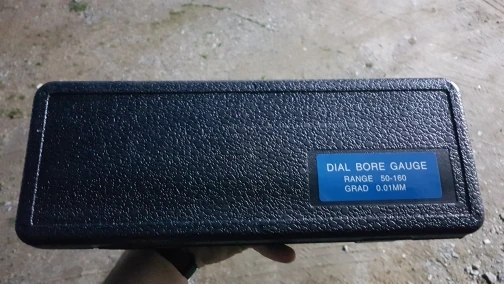 DIAL BORE GAUGE
RANGE 50-160
GRAD 0.01MM